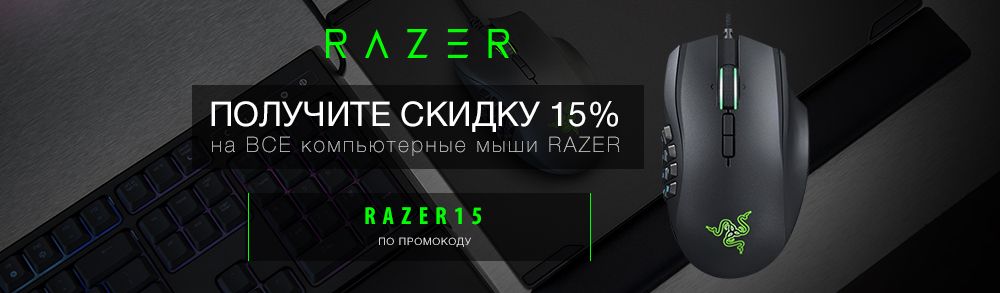 RAZER
ПОЛУЧИТЕ СКИДКУ 15%
на ВСЕ компьютерные мыши RAZER
RAZER15
ПО ПРОМОКОДУ